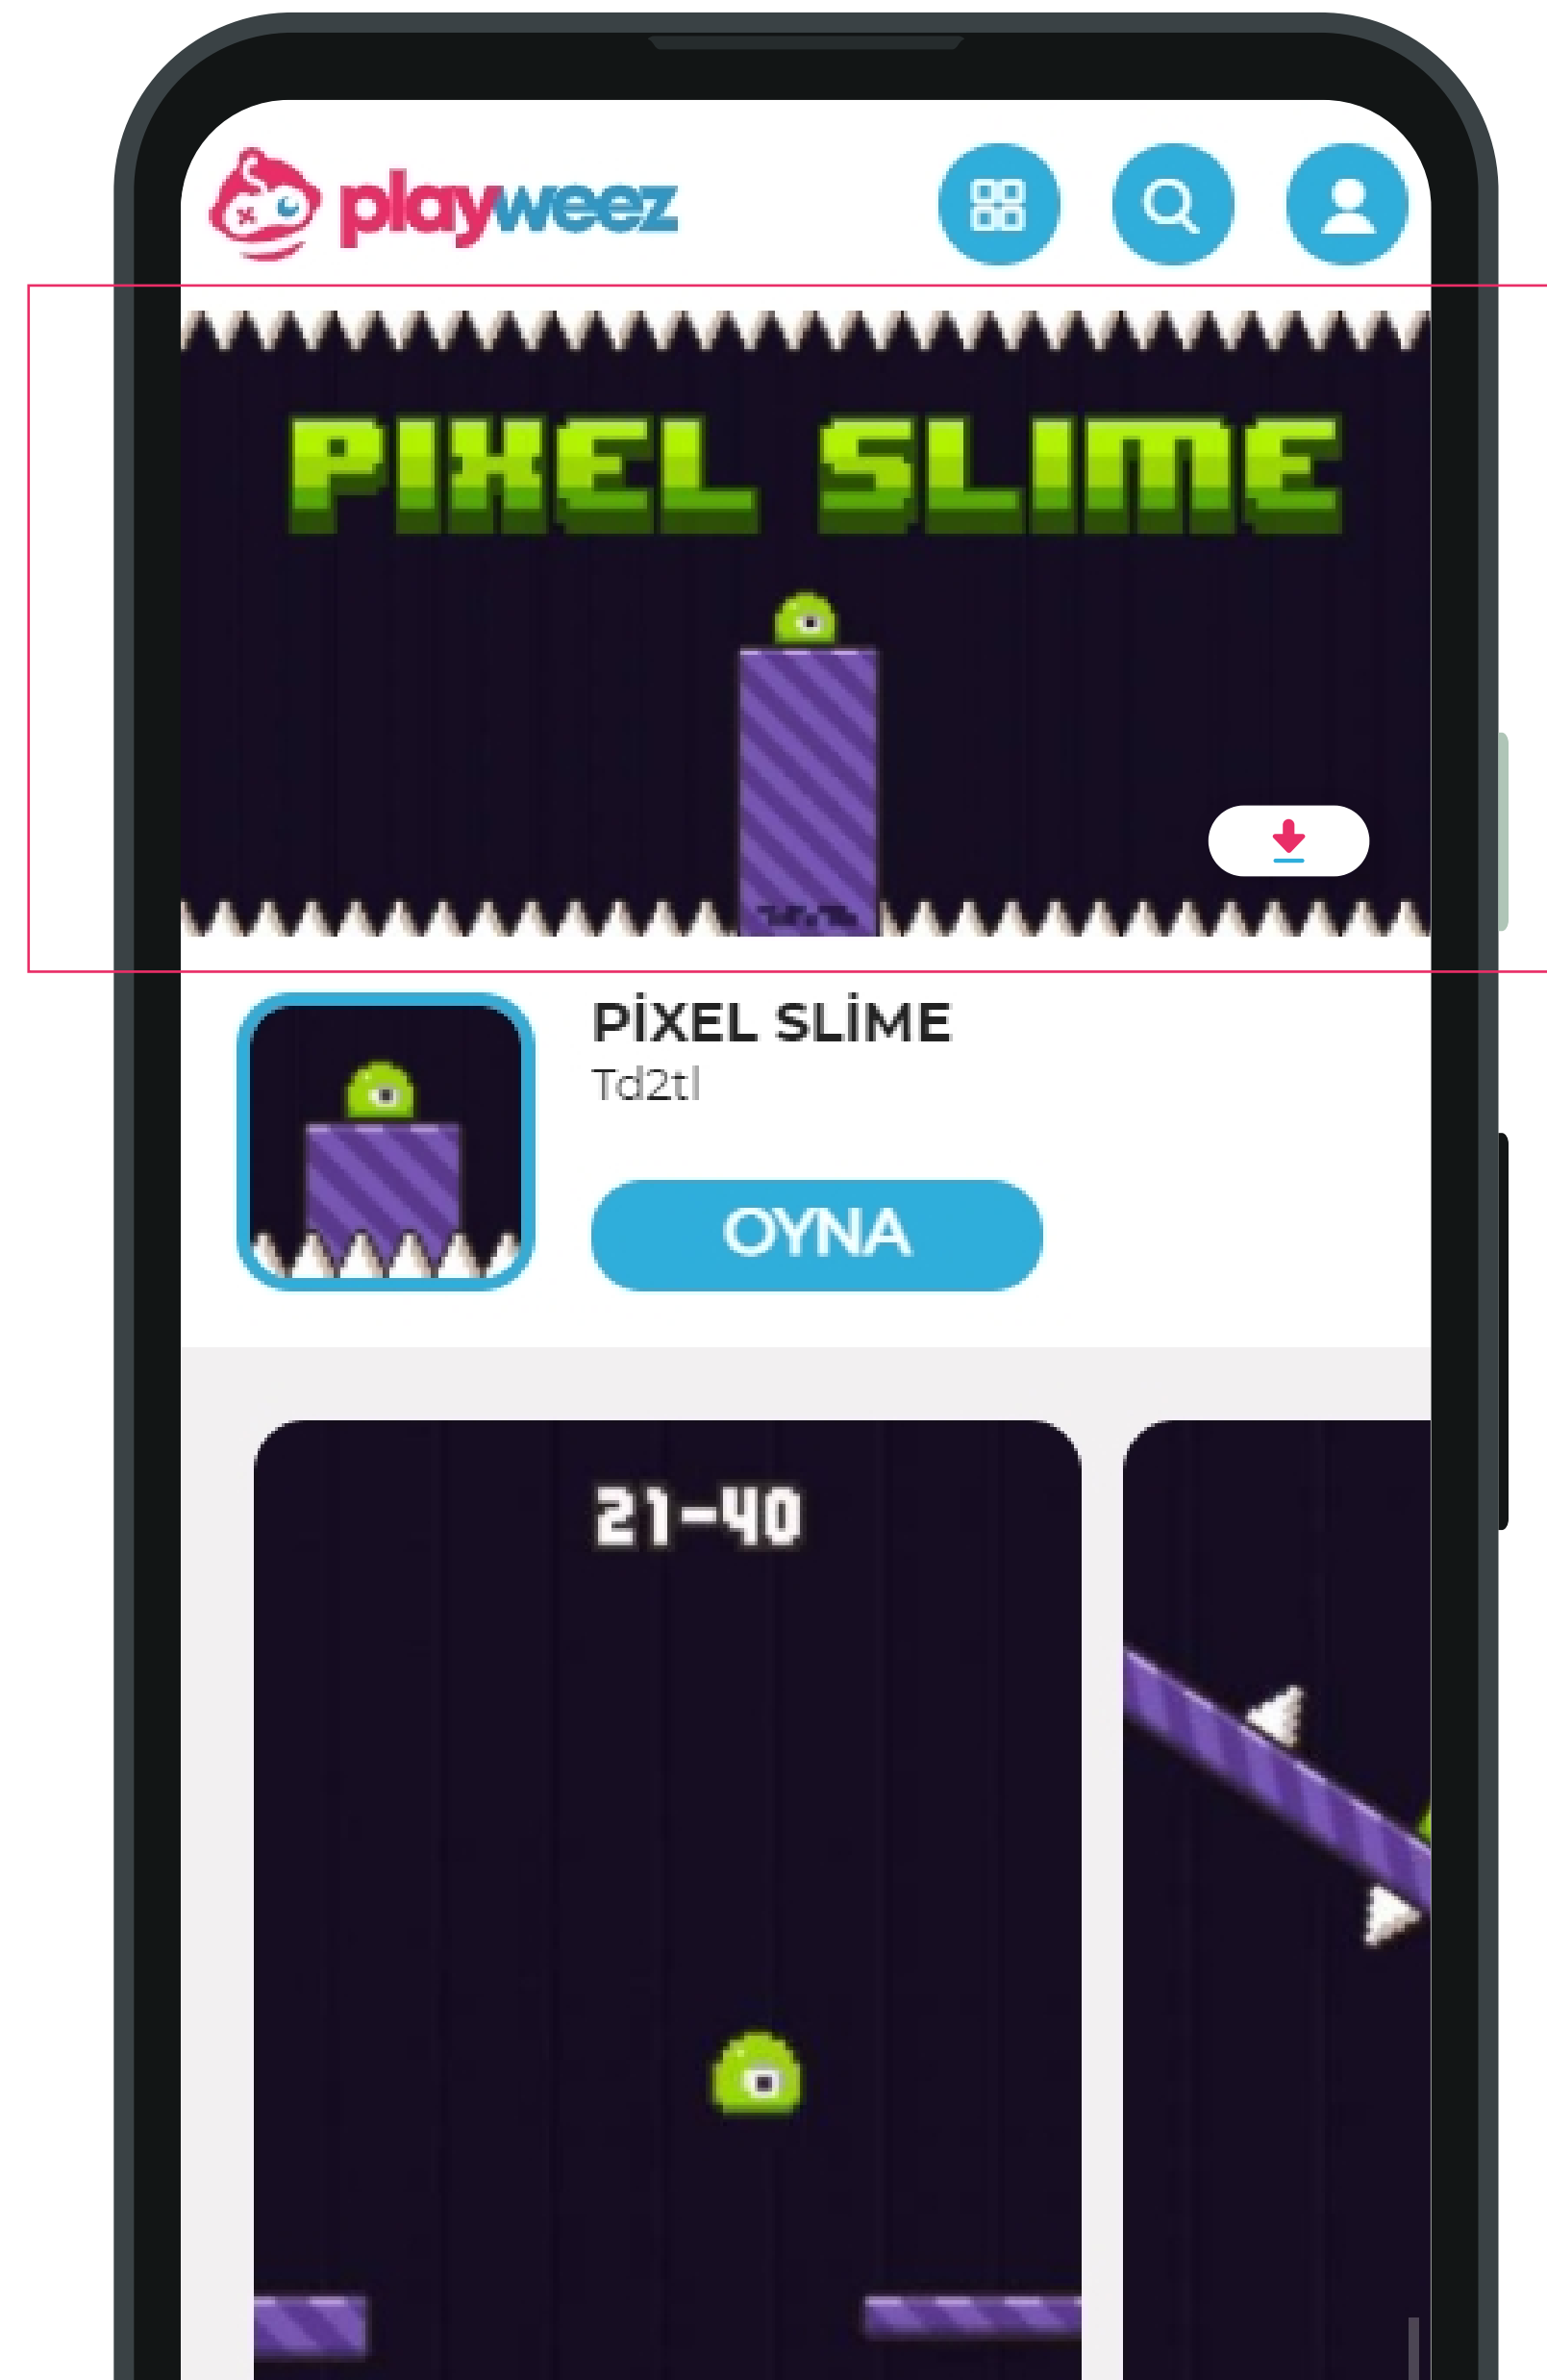 playweez
PIXEL SLIME
PİXEL SLİME
Td2tl
OYNA
21-40